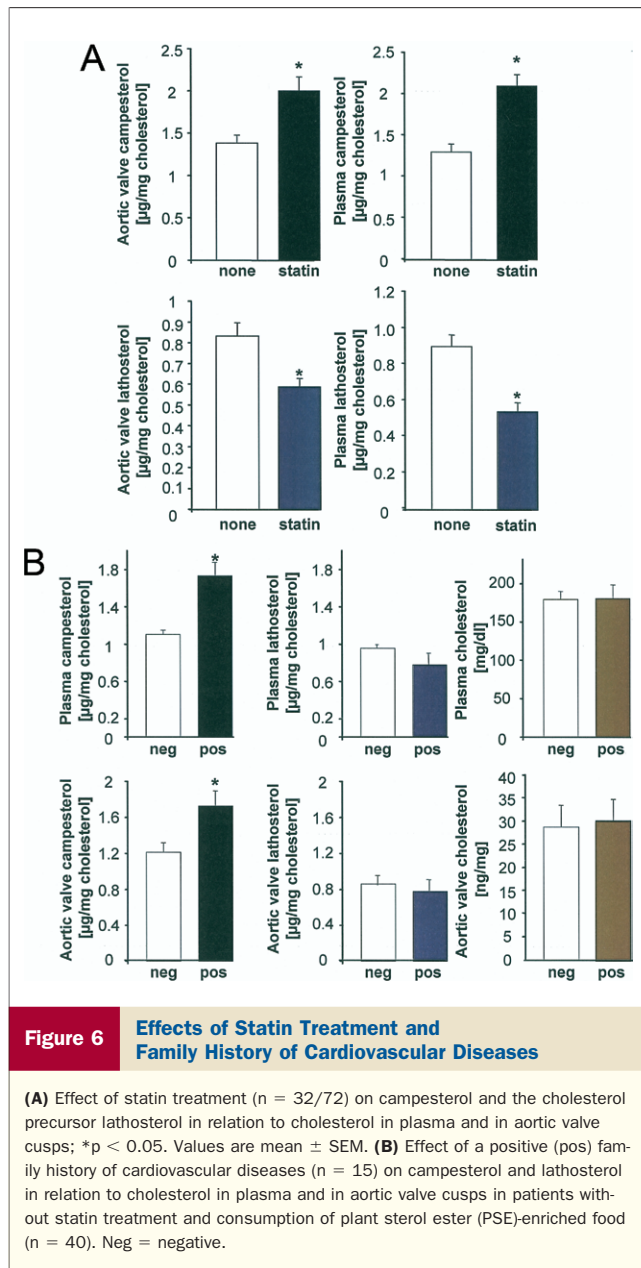 A
Aortic valve campesterol
[µg/mg cholesterol]
2.5
2
1.5
1
0.5
0
*
none statin
Plasma campesterol
[µg/mg cholesterol]
2.5
2
1.5
1
0.5
0
*
none statin
Aortic valve lathosterol
[µg/mg cholesterol]
1
0.9
0.8
0.7
0.6
0.5
0.4
0.3
0.2
0.1
0
*
none statin
Plasma lathosterol
[µg/mg cholesterol]
1.2
1.0
0.8
0.6
0.4
0.2
0
*
none statin
B
Plasma campesterol
[µg/mg cholesterol]
1.8
1.4
1
0.6
0.2
0
*
neg pos
Plasma lathosterol
[µg/mg cholesterol]
1.8
1.4
1
0.6
0.2
0
neg pos
Plasma cholesterol
[mg/dl]
200
150
100
50
0
neg pos
Aortic valve campesterol
[µg/mg cholesterol]
2
1.6
1.2
0.8
0.4
0
*
neg pos
Aortic valve lathosterol
[µg/mg cholesterol]
2
1.6
1.2
0.8
0.4
0
neg pos
Aortic valve cholesterol
[ng/mg]
40
35
30
25
20
15
10
5
0
neg pos
Figure 6
Effects of Statin Treatment and
Family History of Cardiovascular Diseases
(A) Effect of statin treatment (n = 32/72) on campesterol and the cholesterol
precursor lathosterol in relation to cholesterol in plasma and in aortic valve
cusps; *p < 0.05. Values are mean ± SEM. (B) Effect of a positive (pos) fam-
ily history of cardiovascular diseases (n = 15) on campesterol and lathosterol
in relation to cholesterol in plasma and in aortic valve cusps in patients with-
out statin treatment and consumption of plant sterol ester (PSE)-enriched food
(n = 40). Neg = negative.